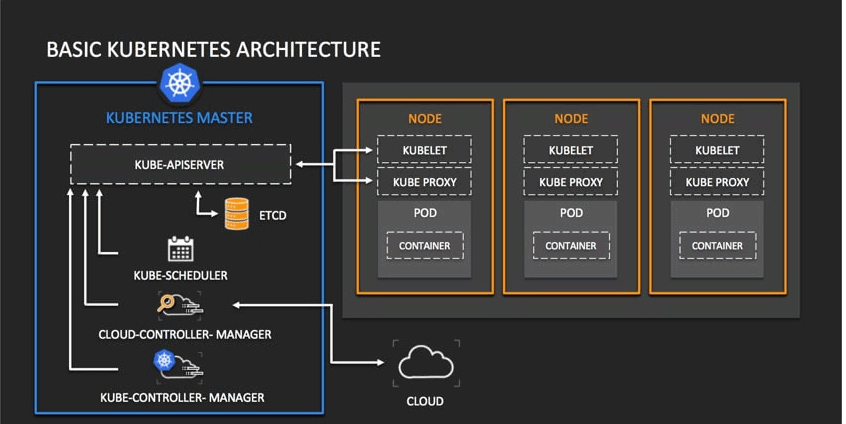 BASIC KUBERNETES ARCHITECTURE
KUBERNETES MASTER
KUBE-APISERVER
ETCD
KUBE-SCHEDULER
CLOUD-CONTROLLER- MANAGER
KUBE-CONTROLLER- MANAGER
NODE
KUBELET
KUBE PROXY
POD
CONTAINER
NODE
KUBELET
KUBE PROXY
POD
CONTAINER
NODE
KUBELET
KUBE PROXY
POD
CONTAINER
CLOUD